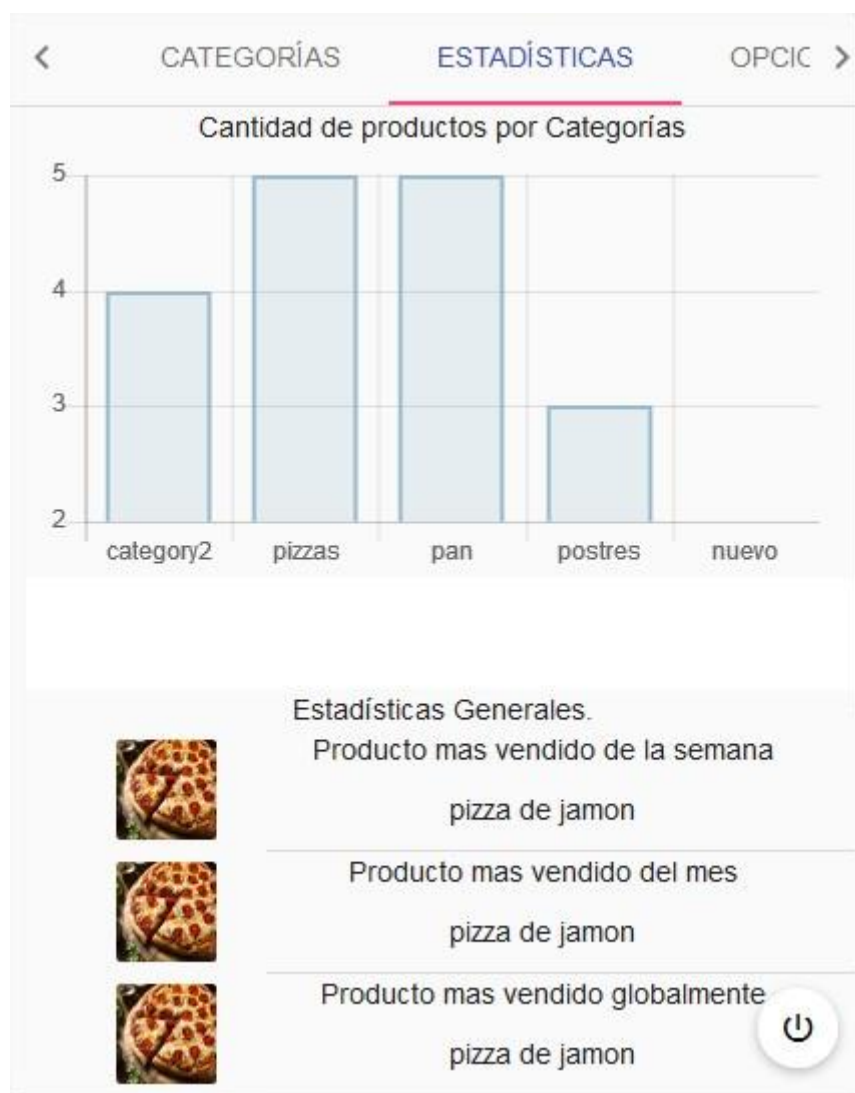 CATEGORÍAS ESTADÍSTICAS OPCIC
Cantidad de productos por Categorías
5
4
3
2
category2 pizzas pan postres nuevo
Estadísticas Generales.
Producto mas vendido de la semana
pizza de jamon
Producto mas vendido del mes
pizza de jamon
Producto mas vendido globalmente
pizza de jamon